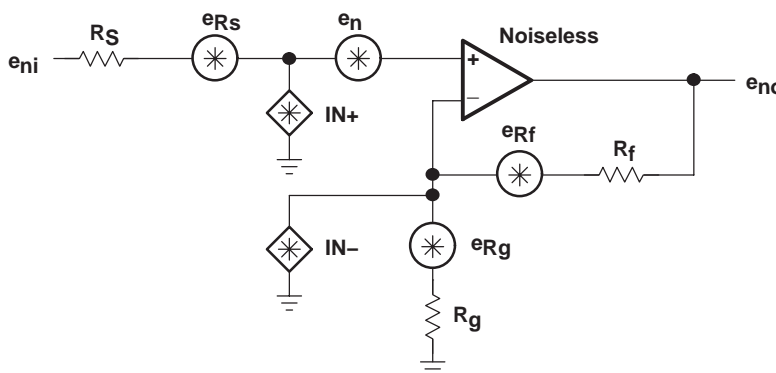 eRs
en
Noiseless
RS
eni
+
IN+
−
eno
eRf
Rf
IN−
eRg
Rg